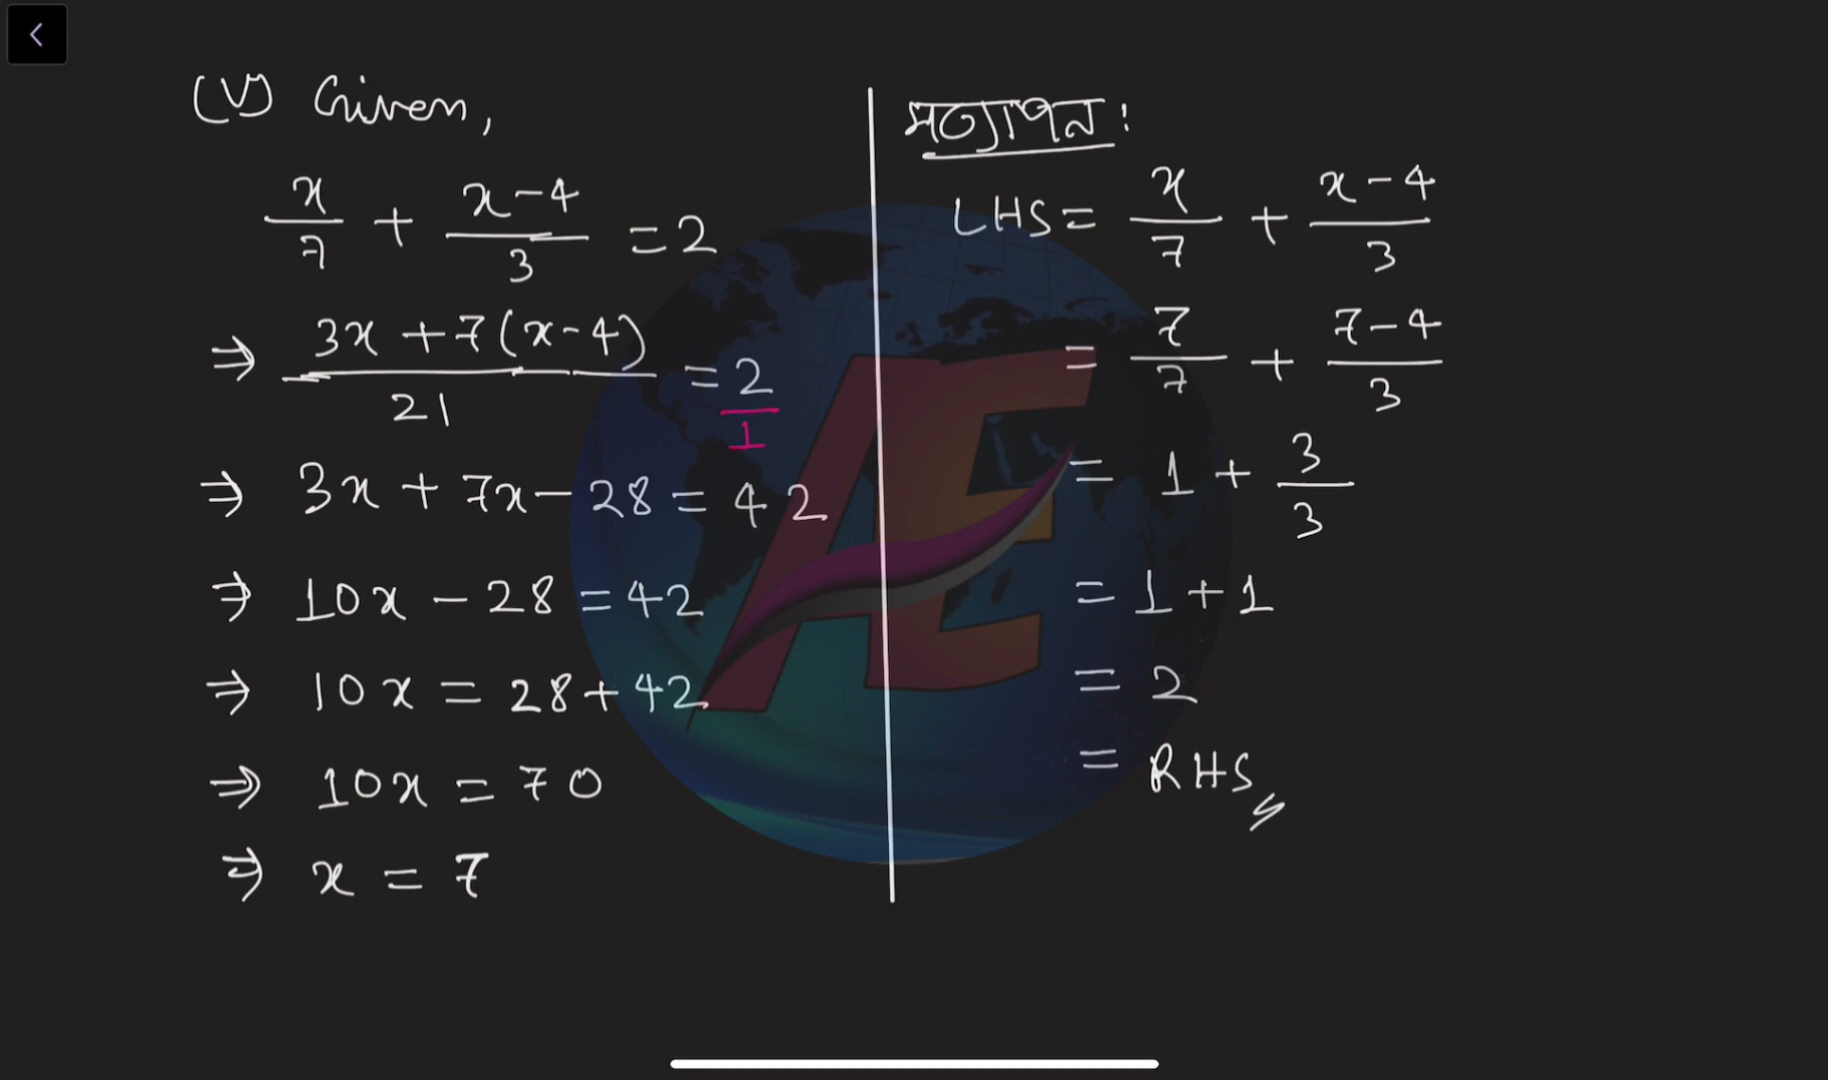 (V) Given,
x/7 + (x-4)/3 = 2
⇒ (3x + 7(x-4))/21 = 2/1
⇒ 3x + 7x - 28 = 42
⇒ 10x - 28 = 42
⇒ 10x = 28 + 42
⇒ 10x = 70
⇒ x = 7
সত্যাপন:
LHS = x/7 + (x-4)/3
= 7/7 + (7-4)/3
= 1 + 3/3
= 1 + 1
= 2
= RHS
AE